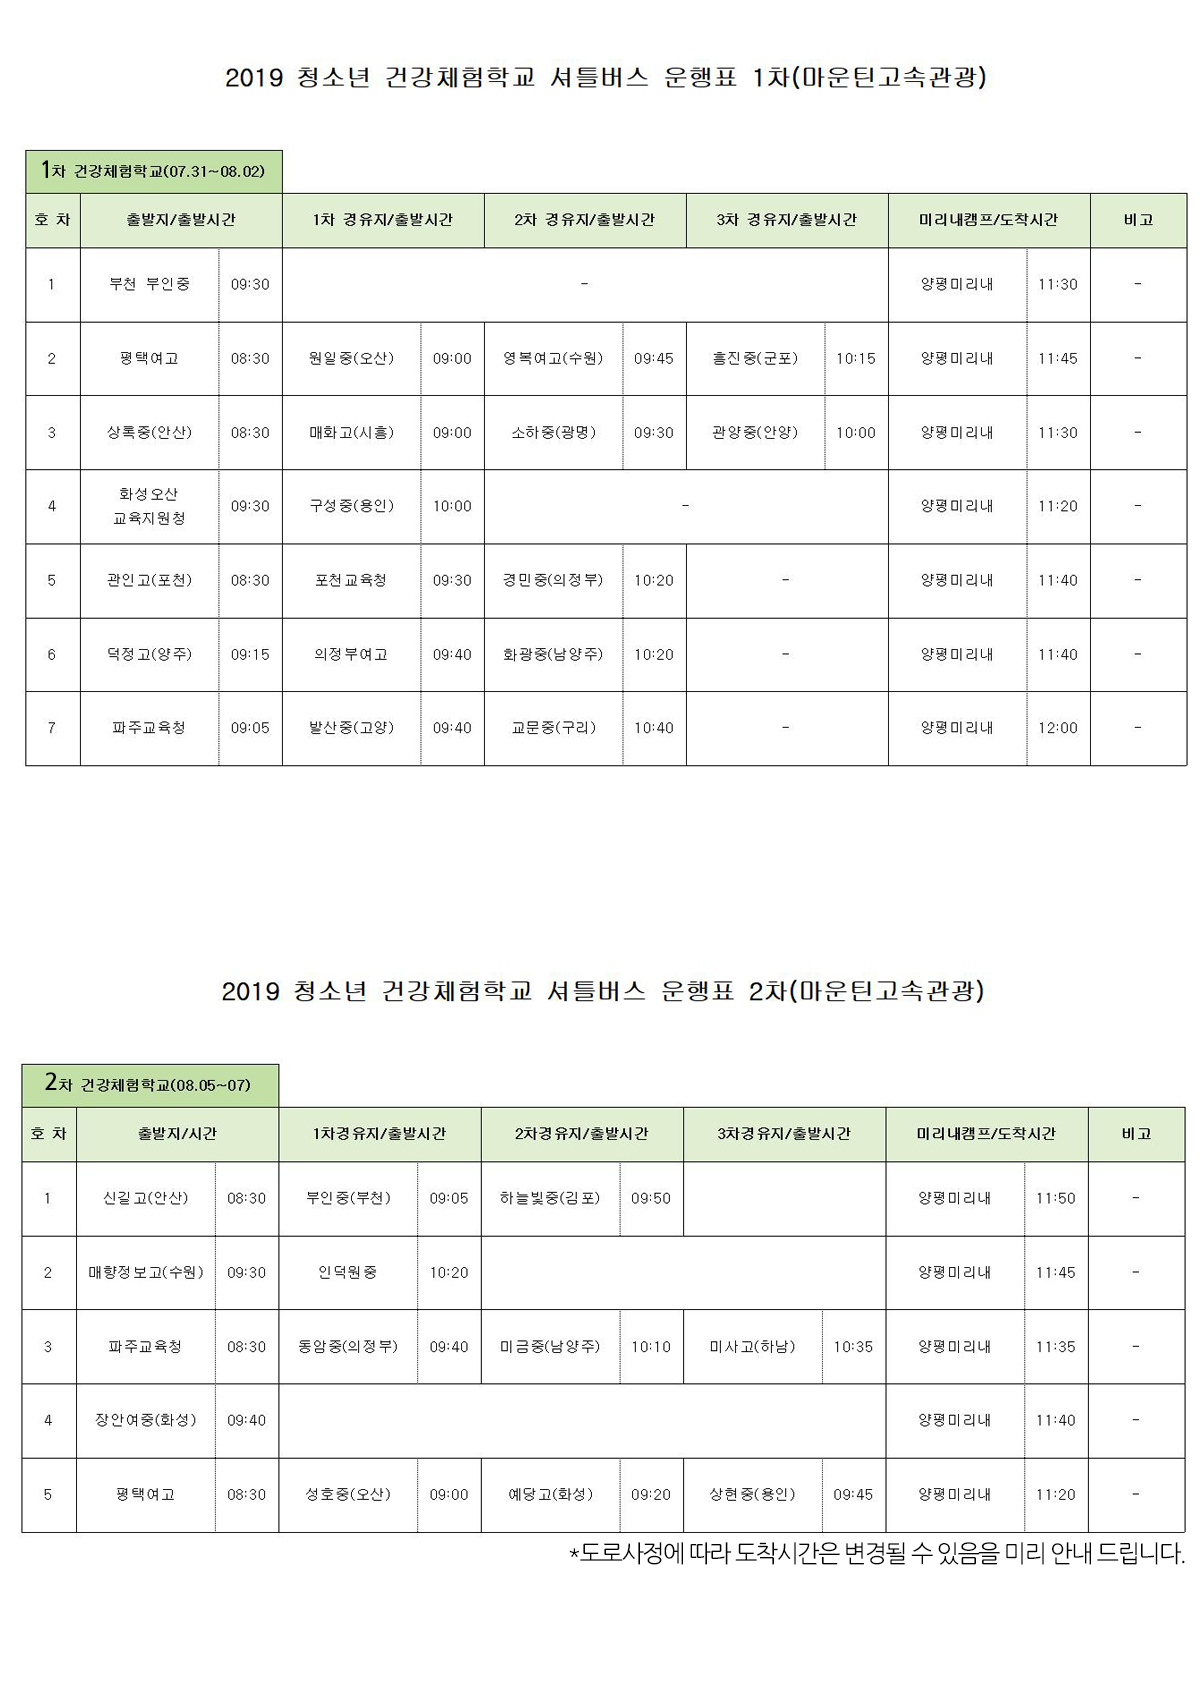 2019 청소년 건강체험학교 셔틀버스 운행표 1차(마운틴고속관광)
1차 건강체험학교(07.31~08.02)
호 차 출발지/출발시간 1차 경유지/출발시간 2차 경유지/출발시간 3차 경유지/출발시간 미리내캠프/도착시간 비고
1 부천 부인중 09:30 - 양평미리내 11:30 -
2 평택여고 08:30 원일중(오산) 09:00 영복여고(수원) 09:45 흥진중(군포) 10:15 양평미리내 11:45 -
3 상록중(안산) 08:30 매화고(시흥) 09:00 소하중(광명) 09:30 관양중(안양) 10:00 양평미리내 11:30 -
4 화성오산
교육지원청 09:30 구성중(용인) 10:00 - 양평미리내 11:20 -
5 관인고(포천) 08:30 포천교육청 09:30 경민중(의정부) 10:20 - 양평미리내 11:40 -
6 덕정고(양주) 09:15 의정부여고 09:40 화광중(남양주) 10:20 - 양평미리내 11:40 -
7 파주교육청 09:05 발산중(고양) 09:40 교문중(구리) 10:40 - 양평미리내 12:00 -
2019 청소년 건강체험학교 셔틀버스 운행표 2차(마운틴고속관광)
2차 건강체험학교(08.05~07)
호 차 출발지/시간 1차경유지/출발시간 2차경유지/출발시간 3차경유지/출발시간 미리내캠프/도착시간 비고
1 신길고(안산) 08:30 부인중(부천) 09:05 하늘빛중(김포) 09:50 양평미리내 11:50 -
2 매향정보고(수원) 09:30 인덕원중 10:20 양평미리내 11:45 -
3 파주교육청 08:30 동암중(의정부) 09:40 미금중(남양주) 10:10 미사고(하남) 10:35 양평미리내 11:35 -
4 장안여중(화성) 09:40 양평미리내 11:40 -
5 평택여고 08:30 성호중(오산) 09:00 예당고(화성) 09:20 상현중(용인) 09:45 양평미리내 11:20 -
*도로사정에 따라 도착시간은 변경될 수 있음을 미리 안내 드립니다.